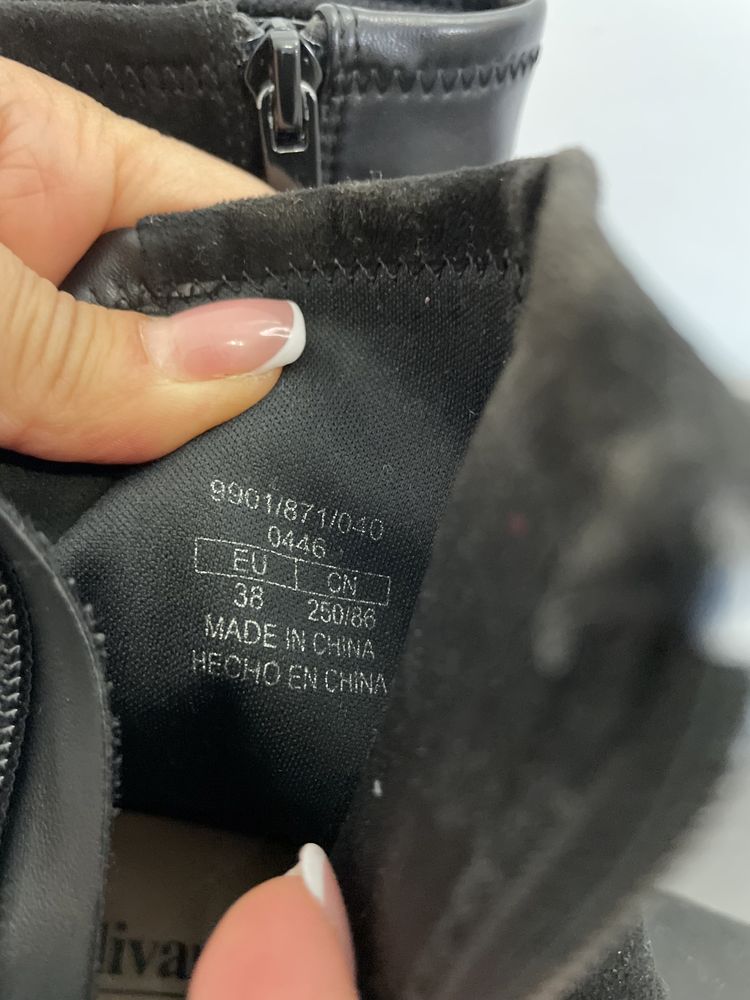 9901/871/040
0446
EU CN
38 250/86
MADE IN CHINA
HECHO EN CHINA